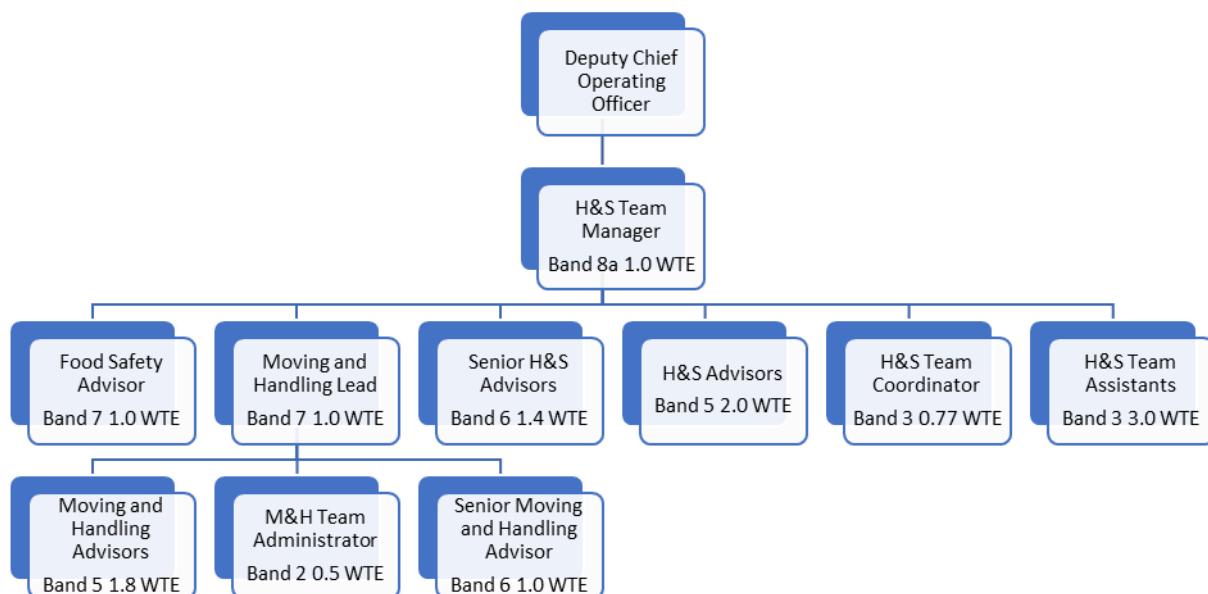 Deputy Chief
Operating
Officer
H&S Team
Manager
Band 8a 1.0 WTE
Food Safety
Advisor
Band 7 1.0 WTE
Moving and
Handling Lead
Band 7 1.0 WTE
Senior H&S
Advisors
Band 6 1.4 WTE
H&S Advisors
Band 5 2.0 WTE
H&S Team
Coordinator
Band 3 0.77 WTE
H&S Team
Assistants
Band 3 3.0 WTE
Moving and
Handling
Advisors
Band 5 1.8 WTE
M&H Team
Administrator
Band 2 0.5 WTE
Senior Moving
and Handling
Advisor
Band 6 1.0 WTE